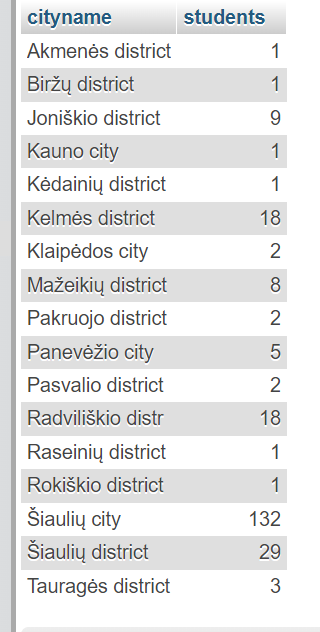 cityname students
Akmenės district 1
Biržų district 1
Joniškio district 9
Kauno city 1
Kėdainių district 1
Kelmės district 18
Klaipėdos city 2
Mažeikių district 8
Pakruojo district 2
Panevėžio city 5
Pasvalio district 2
Radviliškio distr 18
Raseinių district 1
Rokiškio district 1
Šiaulių city 132
Šiaulių district 29
Tauragės district 3